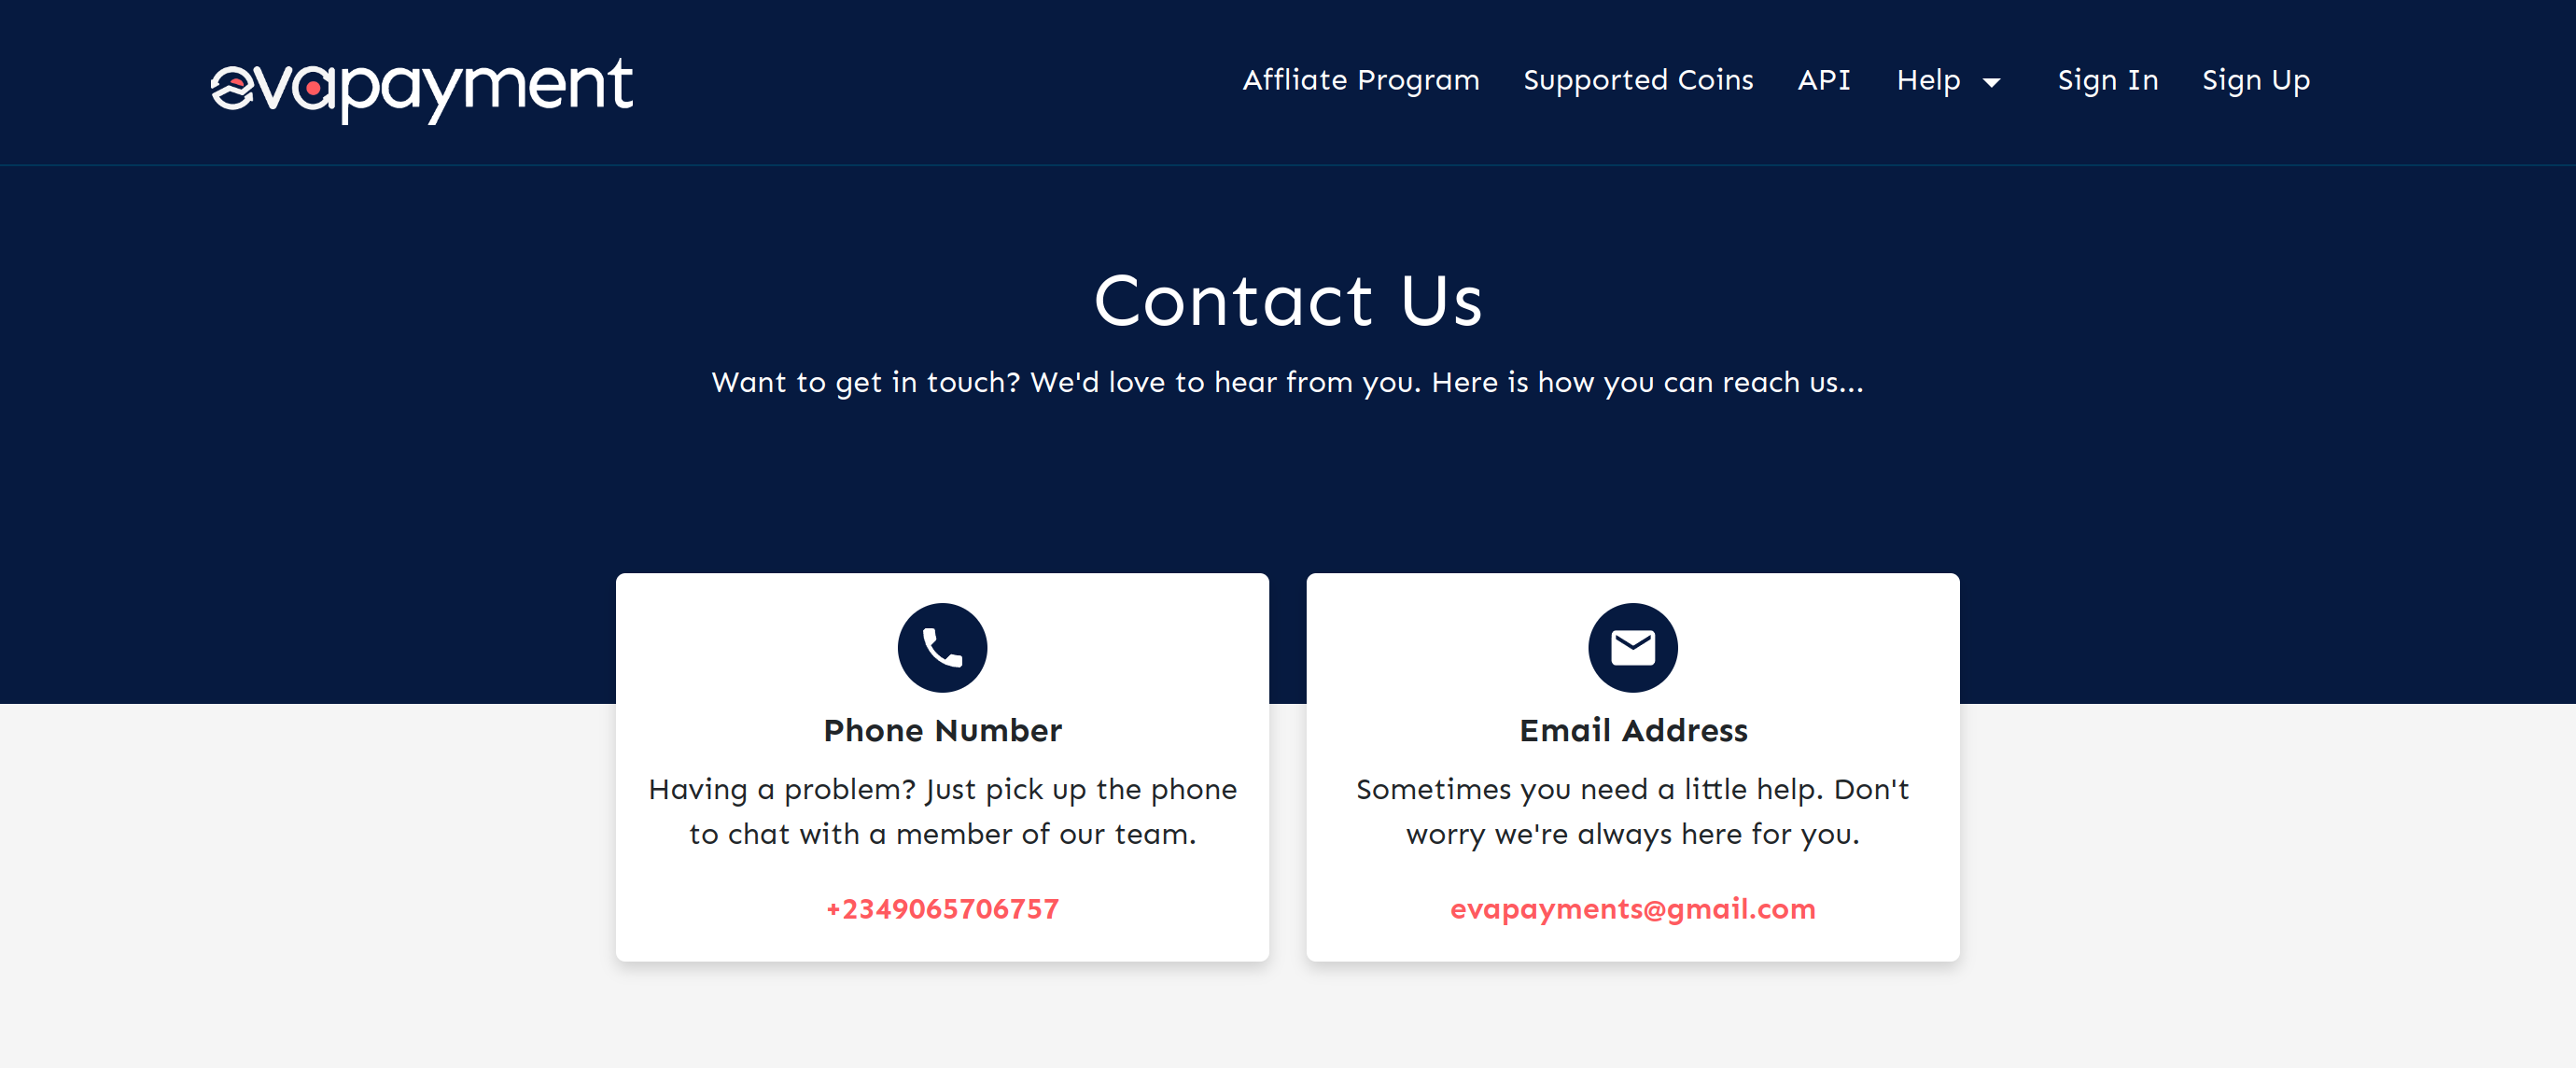 evapayment
Affliate Program Supported Coins API Help Sign In Sign Up
Contact Us
Want to get in touch? We'd love to hear from you. Here is how you can reach us...
Phone Number
Having a problem? Just pick up the phone
to chat with a member of our team.
+2349065706757
Email Address
Sometimes you need a little help. Don't
worry we're always here for you.
evapayments@gmail.com